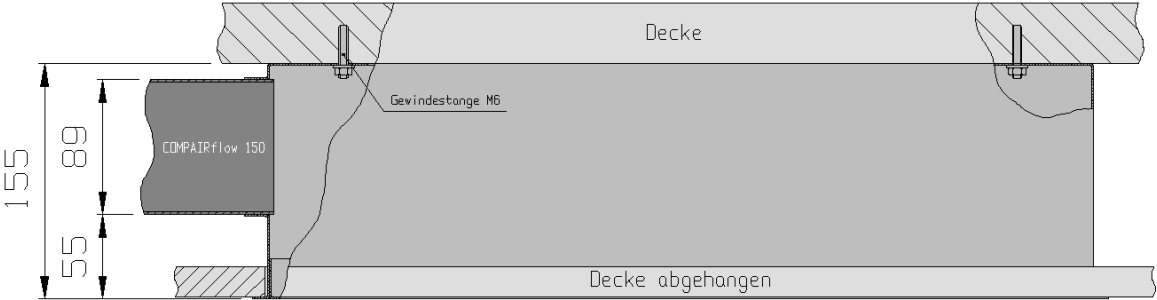 Decke
Gewindestange M6
COMPAIRflow 150
155
89
55
Decke abgehangen